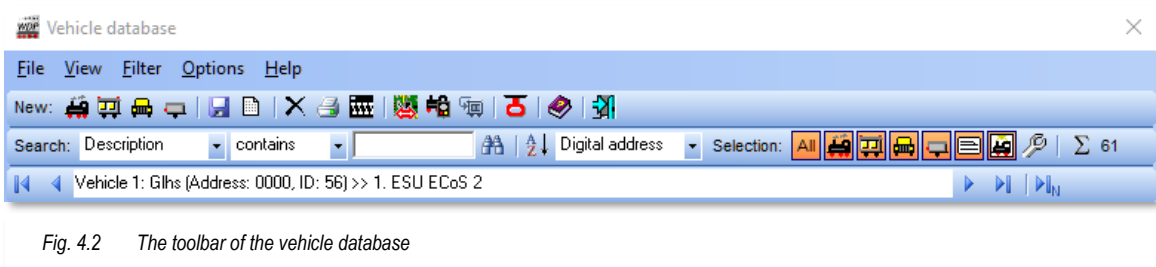 WDP Vehicle database
File View Filter Options Help
New:
Search: Description contains A Z Digital address Selection: All Σ 61
Vehicle 1: Glhs (Address: 0000, ID: 56) >> 1. ESU ECoS 2 N
Fig. 4.2 The toolbar of the vehicle database